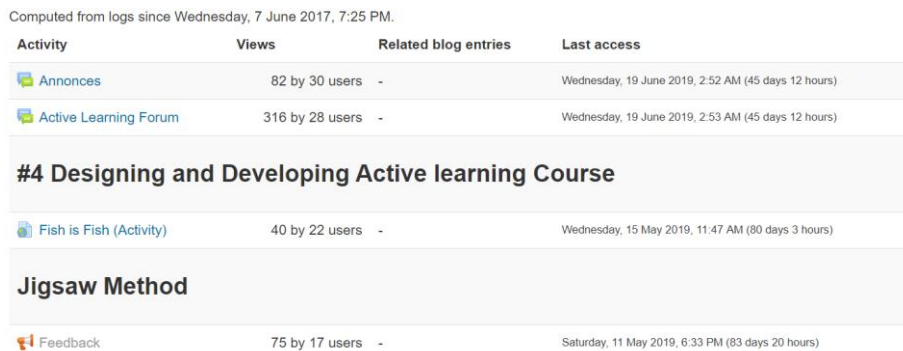 Computed from logs since Wednesday, 7 June 2017, 7:25 PM.
Activity Views Related blog entries Last access
Annonces 82 by 30 users - Wednesday, 19 June 2019, 2:52 AM (45 days 12 hours)
Active Learning Forum 316 by 28 users - Wednesday, 19 June 2019, 2:53 AM (45 days 12 hours)
#4 Designing and Developing Active learning Course
Fish is Fish (Activity) 40 by 22 users - Wednesday, 15 May 2019, 11:47 AM (80 days 3 hours)
Jigsaw Method
Feedback 75 by 17 users - Saturday, 11 May 2019, 6:33 PM (83 days 20 hours)